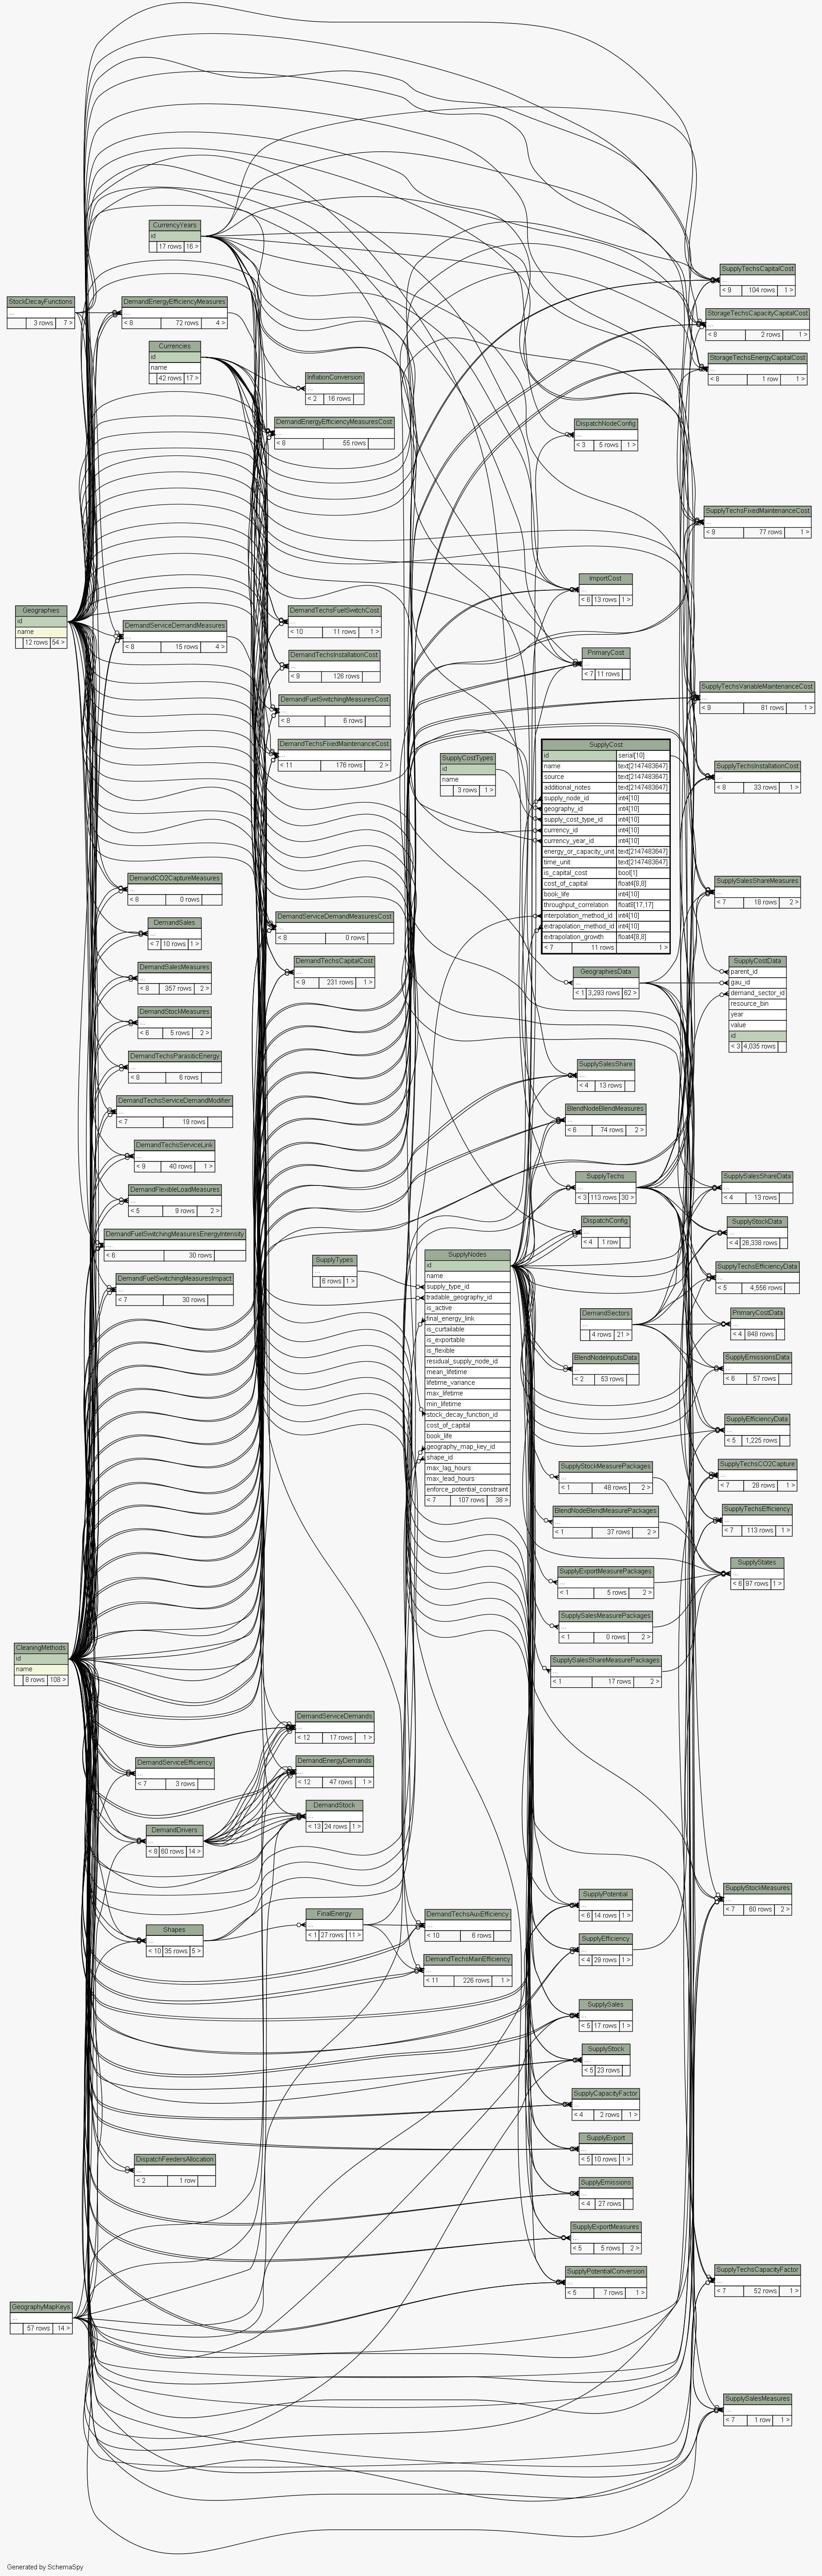 CurrencyYears
id
17 rows 16 >
SupplyTechsCapitalCost
...
< 9 104 rows 1 >
StockDecayFunctions
...
3 rows 7 >
DemandEnergyEfficiencyMeasures
...
< 8 72 rows 4 >
StorageTechsCapacityCapitalCost
...
< 8 2 rows 1 >
Currencies
id
name
42 rows 17 >
StorageTechsEnergyCapitalCost
...
< 8 1 row 1 >
InflationConversion
...
< 2 16 rows
DemandEnergyEfficiencyMeasuresCost
...
< 8 55 rows
DispatchNodeConfig
...
< 3 5 rows 1 >
SupplyTechsFixedMaintenanceCost
...
< 9 77 rows 1 >
ImportCost
...
< 6 13 rows 1 >
Geographies
id
name
12 rows 54 >
DemandServiceDemandMeasures
...
< 8 15 rows 4 >
DemandTechsFuelSwitchCost
...
< 10 11 rows 1 >
DemandTechsInstallationCost
...
< 9 126 rows
PrimaryCost
...
< 7 11 rows
DemandFuelSwitchingMeasuresCost
...
< 8 6 rows
SupplyTechsVariableMaintenanceCost
...
< 9 81 rows 1 >
DemandTechsFixedMaintenanceCost
...
< 11 176 rows 2 >
SupplyCostTypes
id
name
3 rows 1 >
SupplyCost
id serial[10]
name text[2147483647]
source text[2147483647]
additional_notes text[2147483647]
supply_node_id int4[10]
geography_id int4[10]
supply_cost_type_id int4[10]
currency_id int4[10]
currency_year_id int4[10]
energy_or_capacity_unit text[2147483647]
time_unit text[2147483647]
is_capital_cost bool[1]
cost_of_capital float4[8,8]
book_life int4[10]
throughput_correlation float8[17,17]
interpolation_method_id int4[10]
extrapolation_method_id int4[10]
extrapolation_growth float4[8,8]
< 7 11 rows 1 >
SupplyTechsInstallationCost
...
< 8 33 rows 1 >
DemandCO2CaptureMeasures
...
< 8 0 rows
SupplySalesShareMeasures
...
< 7 18 rows 2 >
DemandSales
...
< 7 10 rows 1 >
DemandServiceDemandMeasuresCost
...
< 8 0 rows
DemandSalesMeasures
...
< 8 357 rows 2 >
DemandTechsCapitalCost
...
< 9 231 rows 1 >
GeographiesData
...
< 1 3,293 rows 62 >
SupplyCostData
parent_id
gau_id
demand_sector_id
resource_bin
year
value
id
< 3 4,035 rows
DemandStockMeasures
...
< 6 5 rows 2 >
DemandTechsParasiticEnergy
...
< 8 6 rows
SupplySalesShare
...
< 4 13 rows
DemandTechsServiceDemandModifier
...
< 7 19 rows
BlendNodeBlendMeasures
...
< 6 74 rows 2 >
DemandTechsServiceLink
...
< 9 40 rows 1 >
DemandFlexibleLoadMeasures
...
< 5 9 rows 2 >
SupplyTechs
...
< 3 113 rows 30 >
SupplySalesShareData
...
< 4 13 rows
DispatchConfig
...
< 4 1 row
SupplyStockData
...
< 4 26,338 rows
DemandFuelSwitchingMeasuresEnergyIntensity
...
< 6 30 rows
DemandFuelSwitchingMeasuresImpact
...
< 7 30 rows
SupplyTypes
...
6 rows 1 >
SupplyNodes
id
name
supply_type_id
tradable_geography_id
is_active
final_energy_link
is_curtailable
is_exportable
is_flexible
residual_supply_node_id
mean_lifetime
lifetime_variance
max_lifetime
min_lifetime
stock_decay_function_id
cost_of_capital
book_life
geography_map_key_id
shape_id
max_lag_hours
max_lead_hours
enforce_potential_constraint
< 7 107 rows 38 >
SupplyTechsEfficiencyData
...
< 5 4,556 rows
DemandSectors
...
4 rows 21 >
PrimaryCostData
...
< 4 848 rows
BlendNodeInputsData
...
< 2 53 rows
SupplyEmissionsData
...
< 6 57 rows
SupplyEfficiencyData
...
< 5 1,225 rows
SupplyStockMeasurePackages
...
< 1 48 rows 2 >
SupplyTechsCO2Capture
...
< 7 28 rows 1 >
BlendNodeBlendMeasurePackages
...
< 1 37 rows 2 >
SupplyTechsEfficiency
...
< 7 113 rows 1 >
SupplyExportMeasurePackages
...
< 1 5 rows 2 >
SupplyStates
...
< 6 97 rows 1 >
SupplySalesMeasurePackages
...
< 1 0 rows 2 >
CleaningMethods
id
name
8 rows 108 >
SupplySalesShareMeasurePackages
...
< 1 17 rows 2 >
DemandServiceDemands
...
< 12 17 rows 1 >
DemandServiceEfficiency
...
< 7 3 rows
DemandEnergyDemands
...
< 12 47 rows 1 >
DemandDrivers
...
< 8 60 rows 14 >
DemandStock
...
< 13 24 rows 1 >
SupplyStockMeasures
...
< 7 60 rows 2 >
SupplyPotential
...
< 6 14 rows 1 >
Shapes
...
< 10 35 rows 5 >
FinalEnergy
...
< 1 27 rows 11 >
DemandTechsAuxEfficiency
...
< 10 6 rows
SupplyEfficiency
...
< 4 29 rows 1 >
DemandTechsMainEfficiency
...
< 11 226 rows 1 >
SupplySales
...
< 5 17 rows 1 >
SupplyStock
...
< 5 23 rows
SupplyCapacityFactor
...
< 4 2 rows 1 >
SupplyExport
...
< 5 10 rows 1 >
DispatchFeedersAllocation
...
< 2 1 row
SupplyEmissions
...
< 4 27 rows
SupplyExportMeasures
...
< 5 5 rows 2 >
SupplyPotentialConversion
...
< 5 7 rows 1 >
SupplyTechsCapacityFactor
...
< 7 52 rows 1 >
GeographyMapKeys
...
57 rows 14 >
SupplySalesMeasures
...
< 7 1 row 1 >
Generated by SchemaSpy